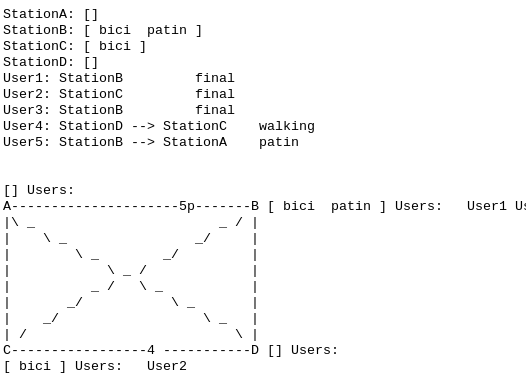 StationA: []
StationB: [ bici  patin ]
StationC: [ bici ]
StationD: []
User1: StationB         final
User2: StationC         final
User3: StationB         final
User4: StationD --> StationC    walking
User5: StationB --> StationA    patin
[] Users:
A---------------------5p-------B [ bici  patin ] Users:   User1 Us
|\ _                       _ / |
|    \ _                _/     |
|        \ _        _/         |
|            \ _ /             |
|          _ /   \ _           |
|       _/           \ _       |
|    _/                  \ _   |
| /                          \ |
C-----------------4 -----------D [] Users:
[ bici ] Users:   User2